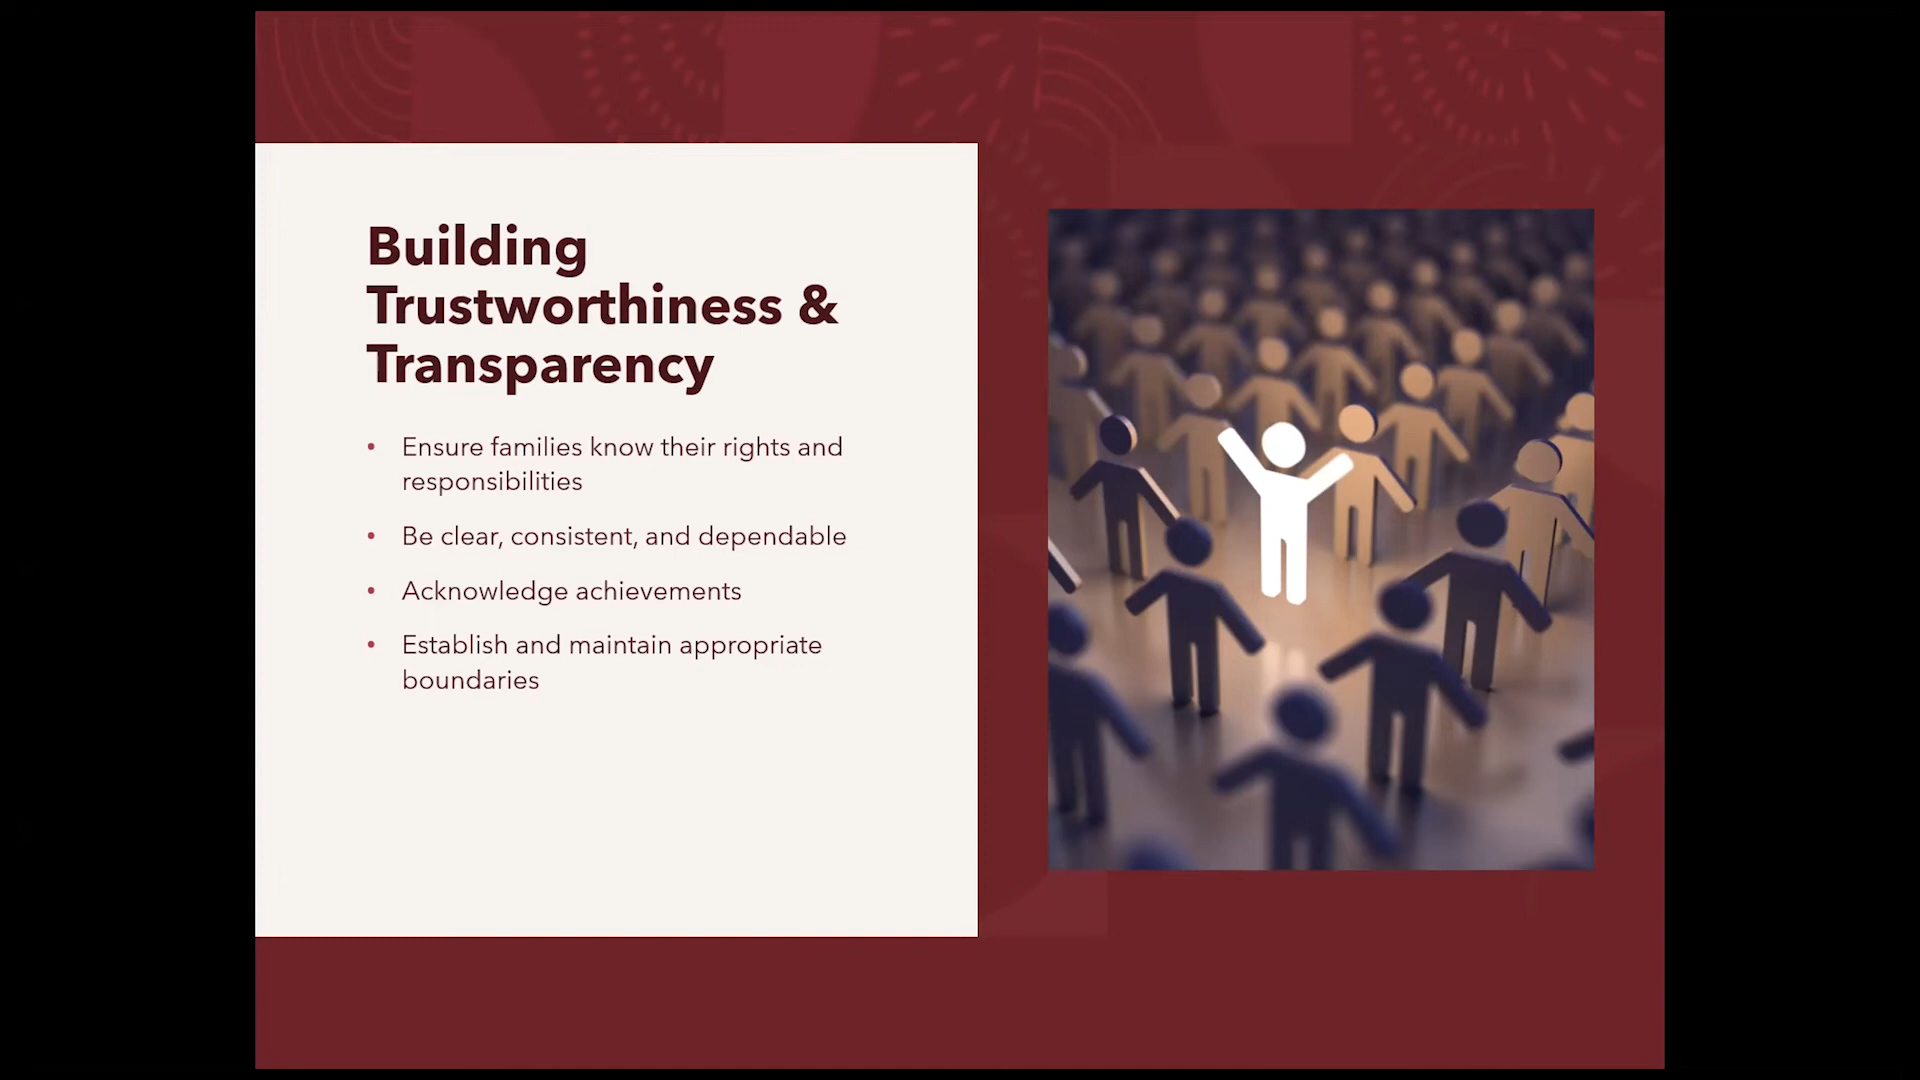 Building
Trustworthiness &
Transparency
• Ensure families know their rights and
responsibilities
• Be clear, consistent, and dependable
• Acknowledge achievements
• Establish and maintain appropriate
boundaries